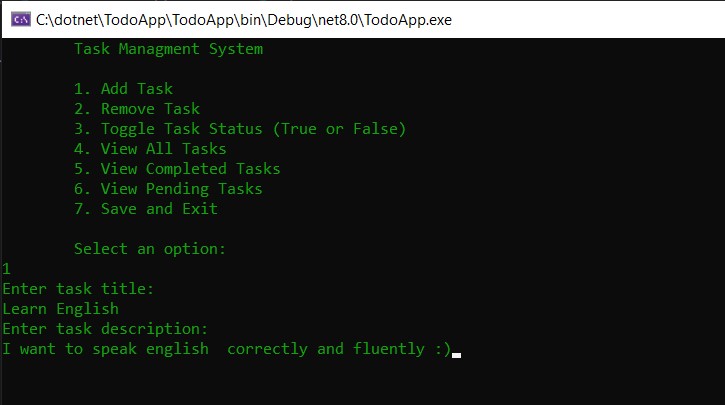 C:\dotnet\TodoApp\TodoApp\bin\Debug\net8.0\TodoApp.exe
Task Managment System
1. Add Task
2. Remove Task
3. Toggle Task Status (True or False)
4. View All Tasks
5. View Completed Tasks
6. View Pending Tasks
7. Save and Exit
Select an option:
1
Enter task title:
Learn English
Enter task description:
I want to speak english  correctly and fluently :)